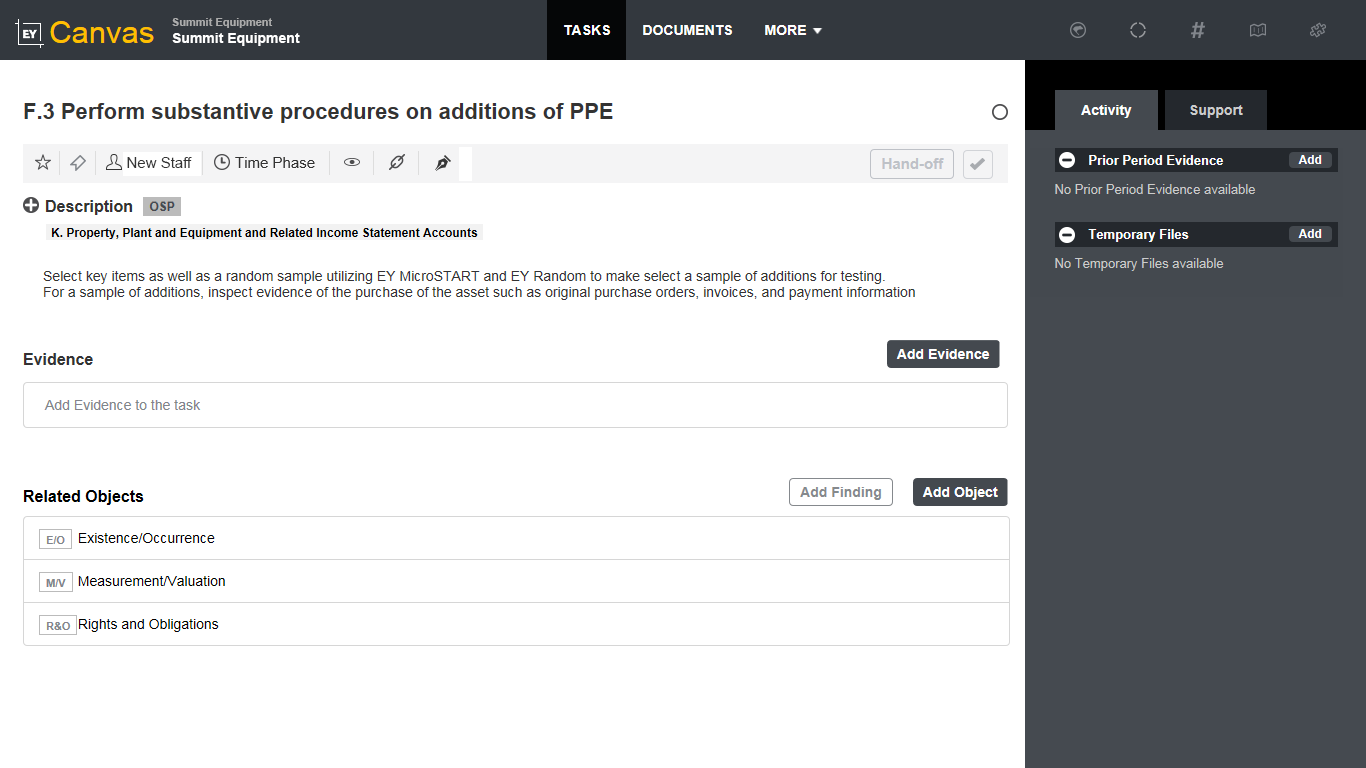 EY Canvas
Summit Equipment
Summit Equipment
TASKS
DOCUMENTS
MORE
#
F.3 Perform substantive procedures on additions of PPE
Activity
Support
New Staff
Time Phase
Hand-off
Prior Period Evidence
Add
No Prior Period Evidence available
Description
OSP
K. Property, Plant and Equipment and Related Income Statement Accounts
Temporary Files
Add
No Temporary Files available
Select key items as well as a random sample utilizing EY MicroSTART and EY Random to make select a sample of additions for testing.
For a sample of additions, inspect evidence of the purchase of the asset such as original purchase orders, invoices, and payment information
Evidence
Add Evidence
Add Evidence to the task
Related Objects
Add Finding
Add Object
E/O Existence/Occurrence
M/V Measurement/Valuation
R&O Rights and Obligations